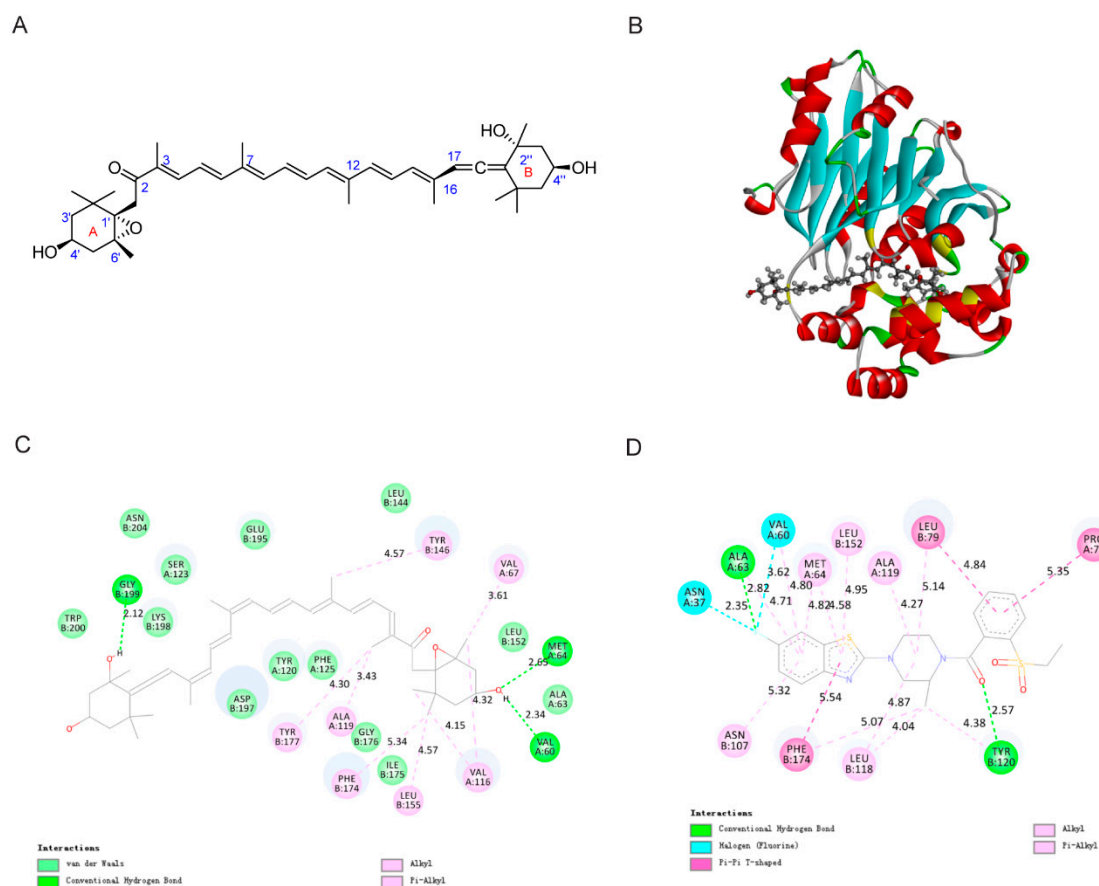 A
B
O
2
3
7
12
16
17
HO
2''
B
OH
4''
3'
1'
A
O
HO
4'
6'
C
D
LEU
B:144
ASN
B:204
GLU
B:195
TYR
B:146
4.57
SER
A:123
VAL
A:67
GLY
B:199
3.61
2.12
TRP
B:200
LYS
B:198
H
O
LEU
B:152
MET
A:64
2.65
TYR
A:120
PHE
A:125
O
O
O
H
ALA
A:63
ASP
B:197
4.30
3.43
4.32
2.34
O
TYR
B:177
ALA
A:119
GLY
B:176
4.15
VAL
A:60
5.34
4.57
PHE
B:174
ILE
B:175
VAL
A:116
LEU
B:155
Interactions
van der Waals
Conventional Hydrogen Bond
Alkyl
Pi-Alkyl
VAL
A:60
LEU
B:152
LEU
B:79
PRO
A:7
ALA
A:63
MET
A:64
ALA
A:119
3.62
4.84
5.35
2.82
4.80
4.95
5.14
ASN
A:37
2.35
4.71
4.82
4.58
4.27
S
N
N
N
O
O
S
O
5.32
5.54
4.87
2.57
5.07
4.04
4.38
ASN
B:107
PHE
B:174
LEU
B:118
TYR
B:120
Interactions
Conventional Hydrogen Bond
Halogen (Fluorine)
Pi-Pi T-shaped
Alkyl
Pi-Alkyl